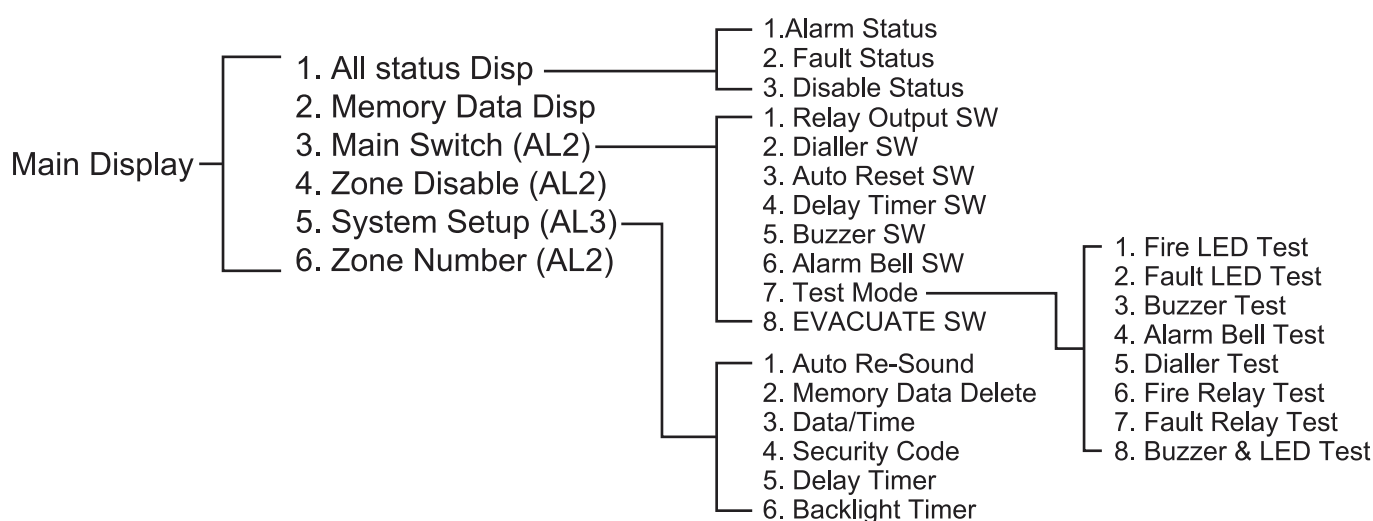 Main Display
1. All status Disp
2. Memory Data Disp
3. Main Switch (AL2)
4. Zone Disable (AL2)
5. System Setup (AL3)
6. Zone Number (AL2)
1.Alarm Status
2. Fault Status
3. Disable Status
1. Relay Output SW
2. Dialler SW
3. Auto Reset SW
4. Delay Timer SW
5. Buzzer SW
6. Alarm Bell SW
7. Test Mode
8. EVACUATE SW
1. Auto Re-Sound
2. Memory Data Delete
3. Data/Time
4. Security Code
5. Delay Timer
6. Backlight Timer
1. Fire LED Test
2. Fault LED Test
3. Buzzer Test
4. Alarm Bell Test
5. Dialler Test
6. Fire Relay Test
7. Fault Relay Test
8. Buzzer & LED Test